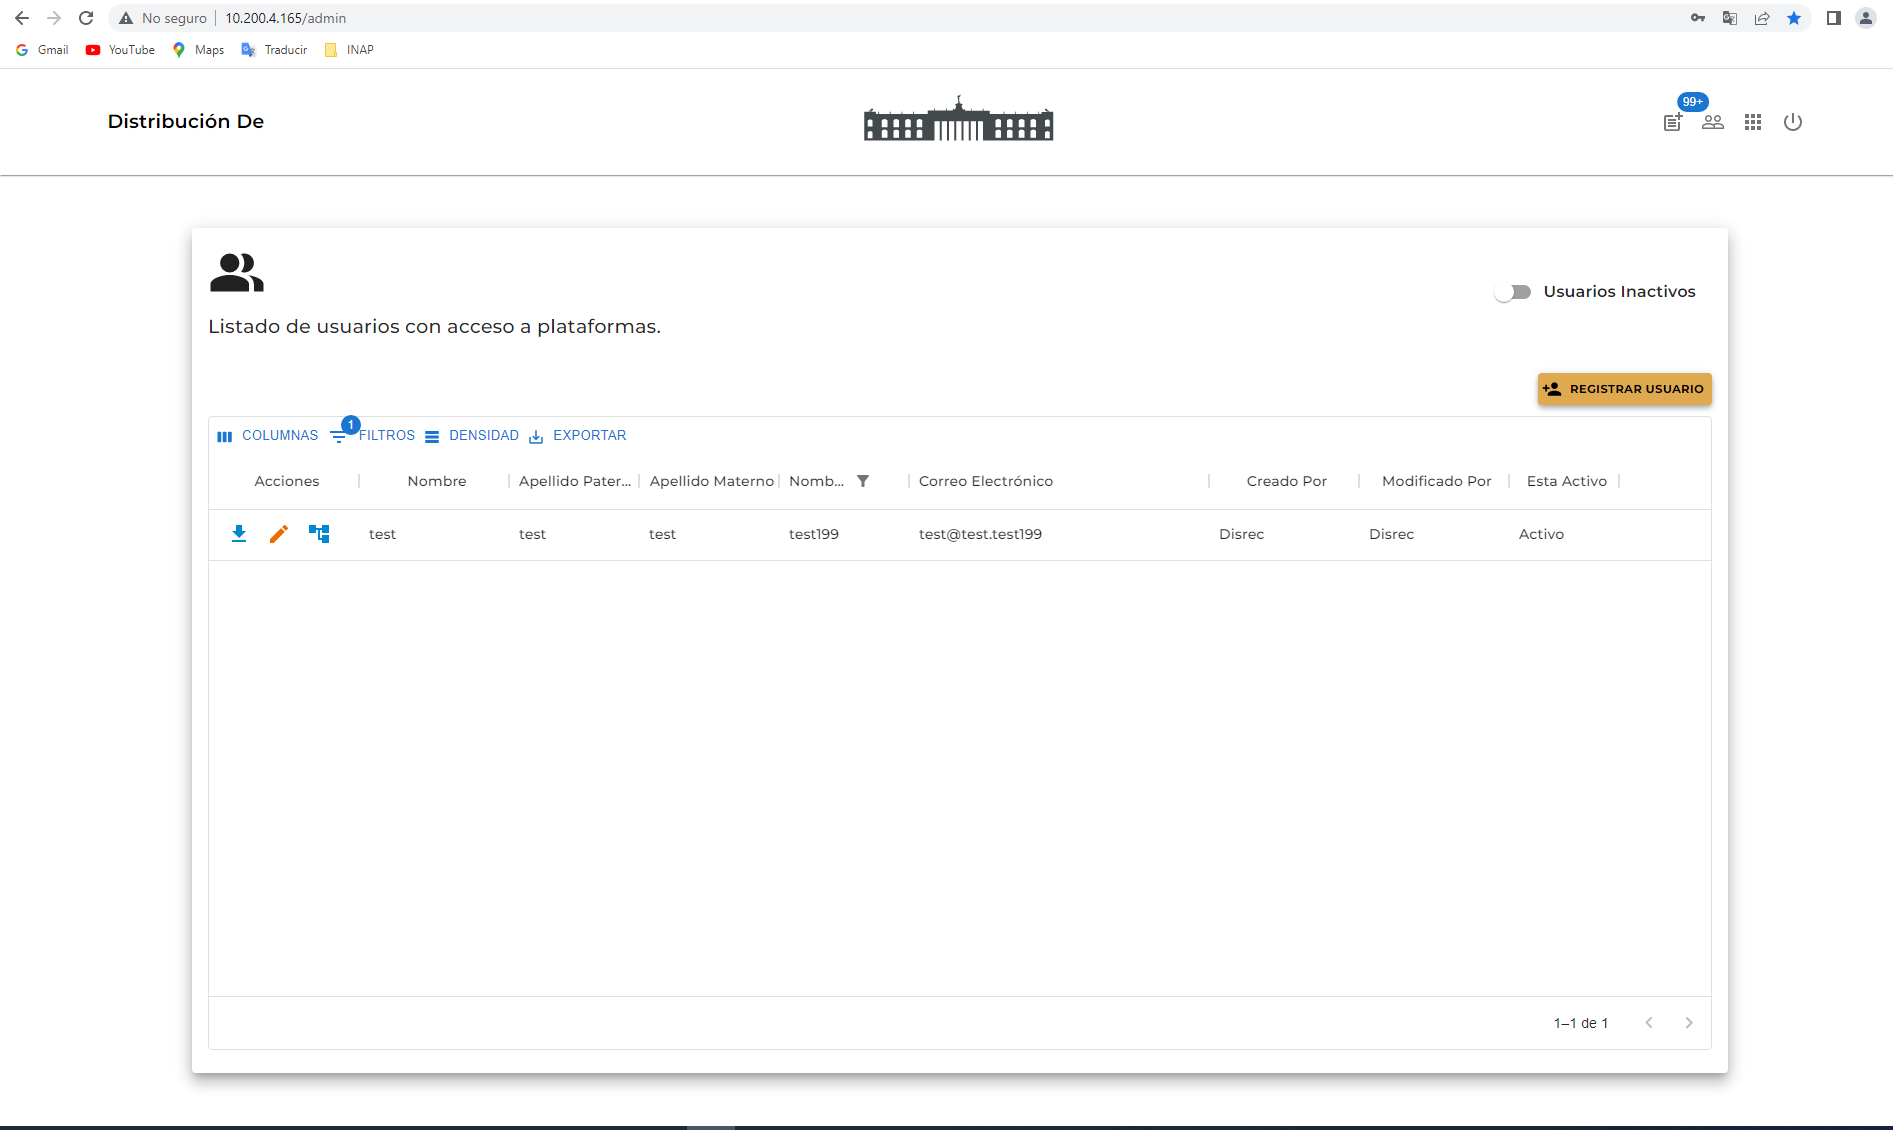 No seguro 10.200.4.165/admin
Gmail YouTube Maps Traducir INAP
Distribución De
99+
Usuarios Inactivos
Listado de usuarios con acceso a plataformas.
REGISTRAR USUARIO
COLUMNAS 1 FILTROS DENSIDAD EXPORTAR
Acciones Nombre Apellido Pater... Apellido Materno Nomb... Correo Electrónico Creado Por Modificado Por Esta Activo
test test test test199 test@test.test199 Disrec Disrec Activo
1–1 de 1